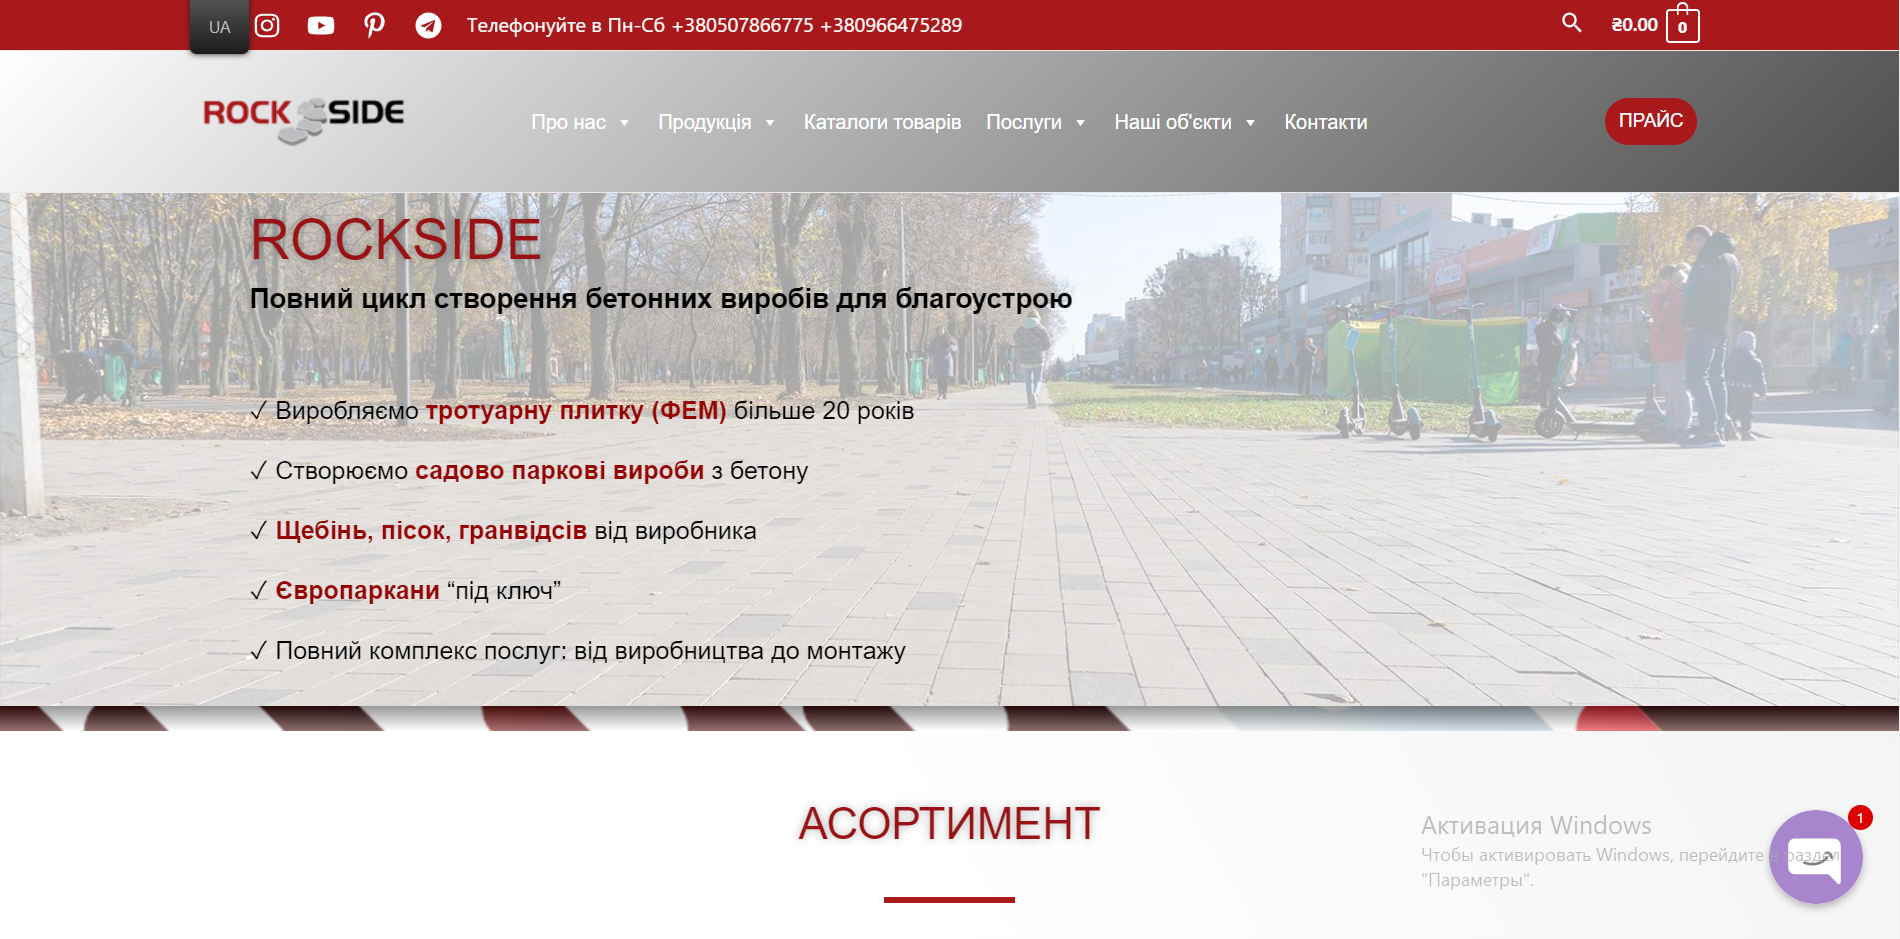 UA
Телефонуйте в Пн-Сб +380507866775 +380966475289
₴0.00
0
ROCK SIDE
Про нас
Продукція
Каталоги товарів
Послуги
Наші об'єкти
Контакти
ПРАЙС
ROCKSIDE
Повний цикл створення бетонних виробів для благоустрою
✓ Виробляємо тротуарну плитку (ФЕМ) більше 20 років
✓ Створюємо садово паркові вироби з бетону
✓ Щебінь, пісок, гранвідсів від виробника
✓ Європаркани “під ключ”
✓ Повний комплекс послуг: від виробництва до монтажу
АСОРТИМЕНТ
Активация Windows
Чтобы активировать Windows, перейдите в раздел
"Параметры".
1